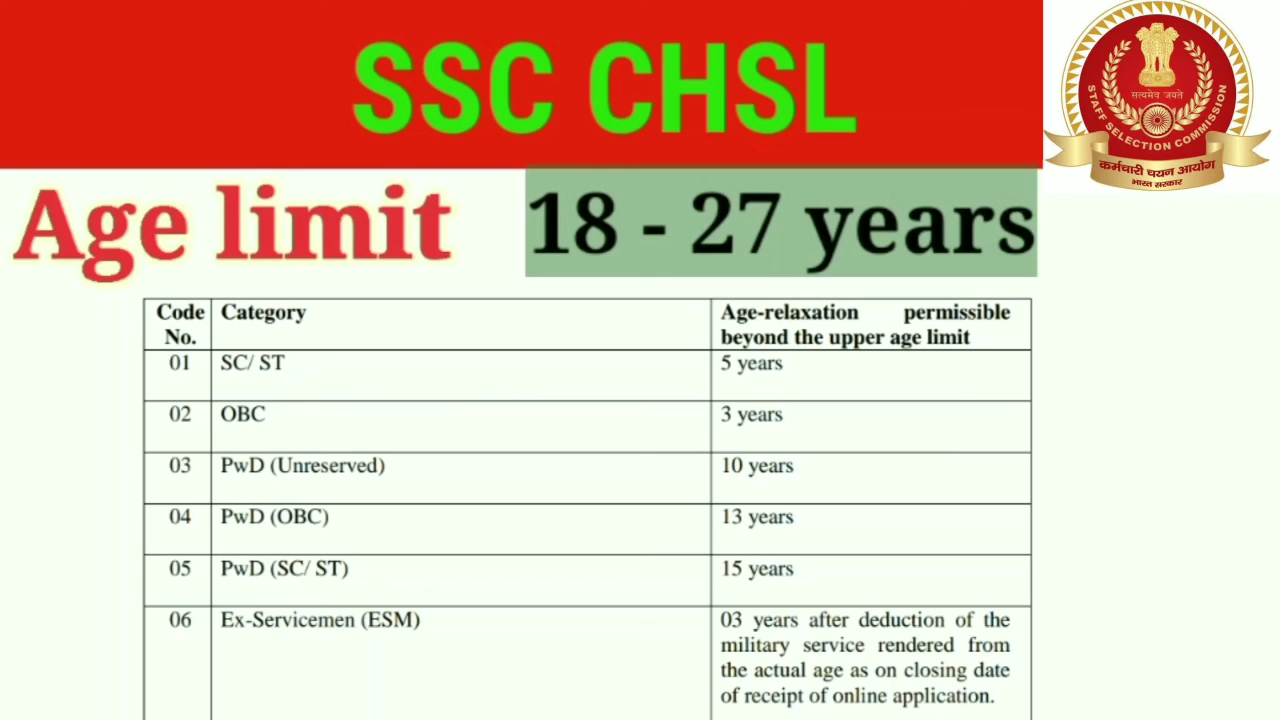 SSC CHSL
सत्यमेव जयते
STAFF SELECTION COMMISSION
कर्मचारी चयन आयोग
भारत सरकार
Age limit 18 - 27 years
Code No. Category Age-relaxation permissible beyond the upper age limit
01 SC/ ST 5 years
02 OBC 3 years
03 PwD (Unreserved) 10 years
04 PwD (OBC) 13 years
05 PwD (SC/ ST) 15 years
06 Ex-Servicemen (ESM) 03 years after deduction of the
military service rendered from
the actual age as on closing date
of receipt of online application.